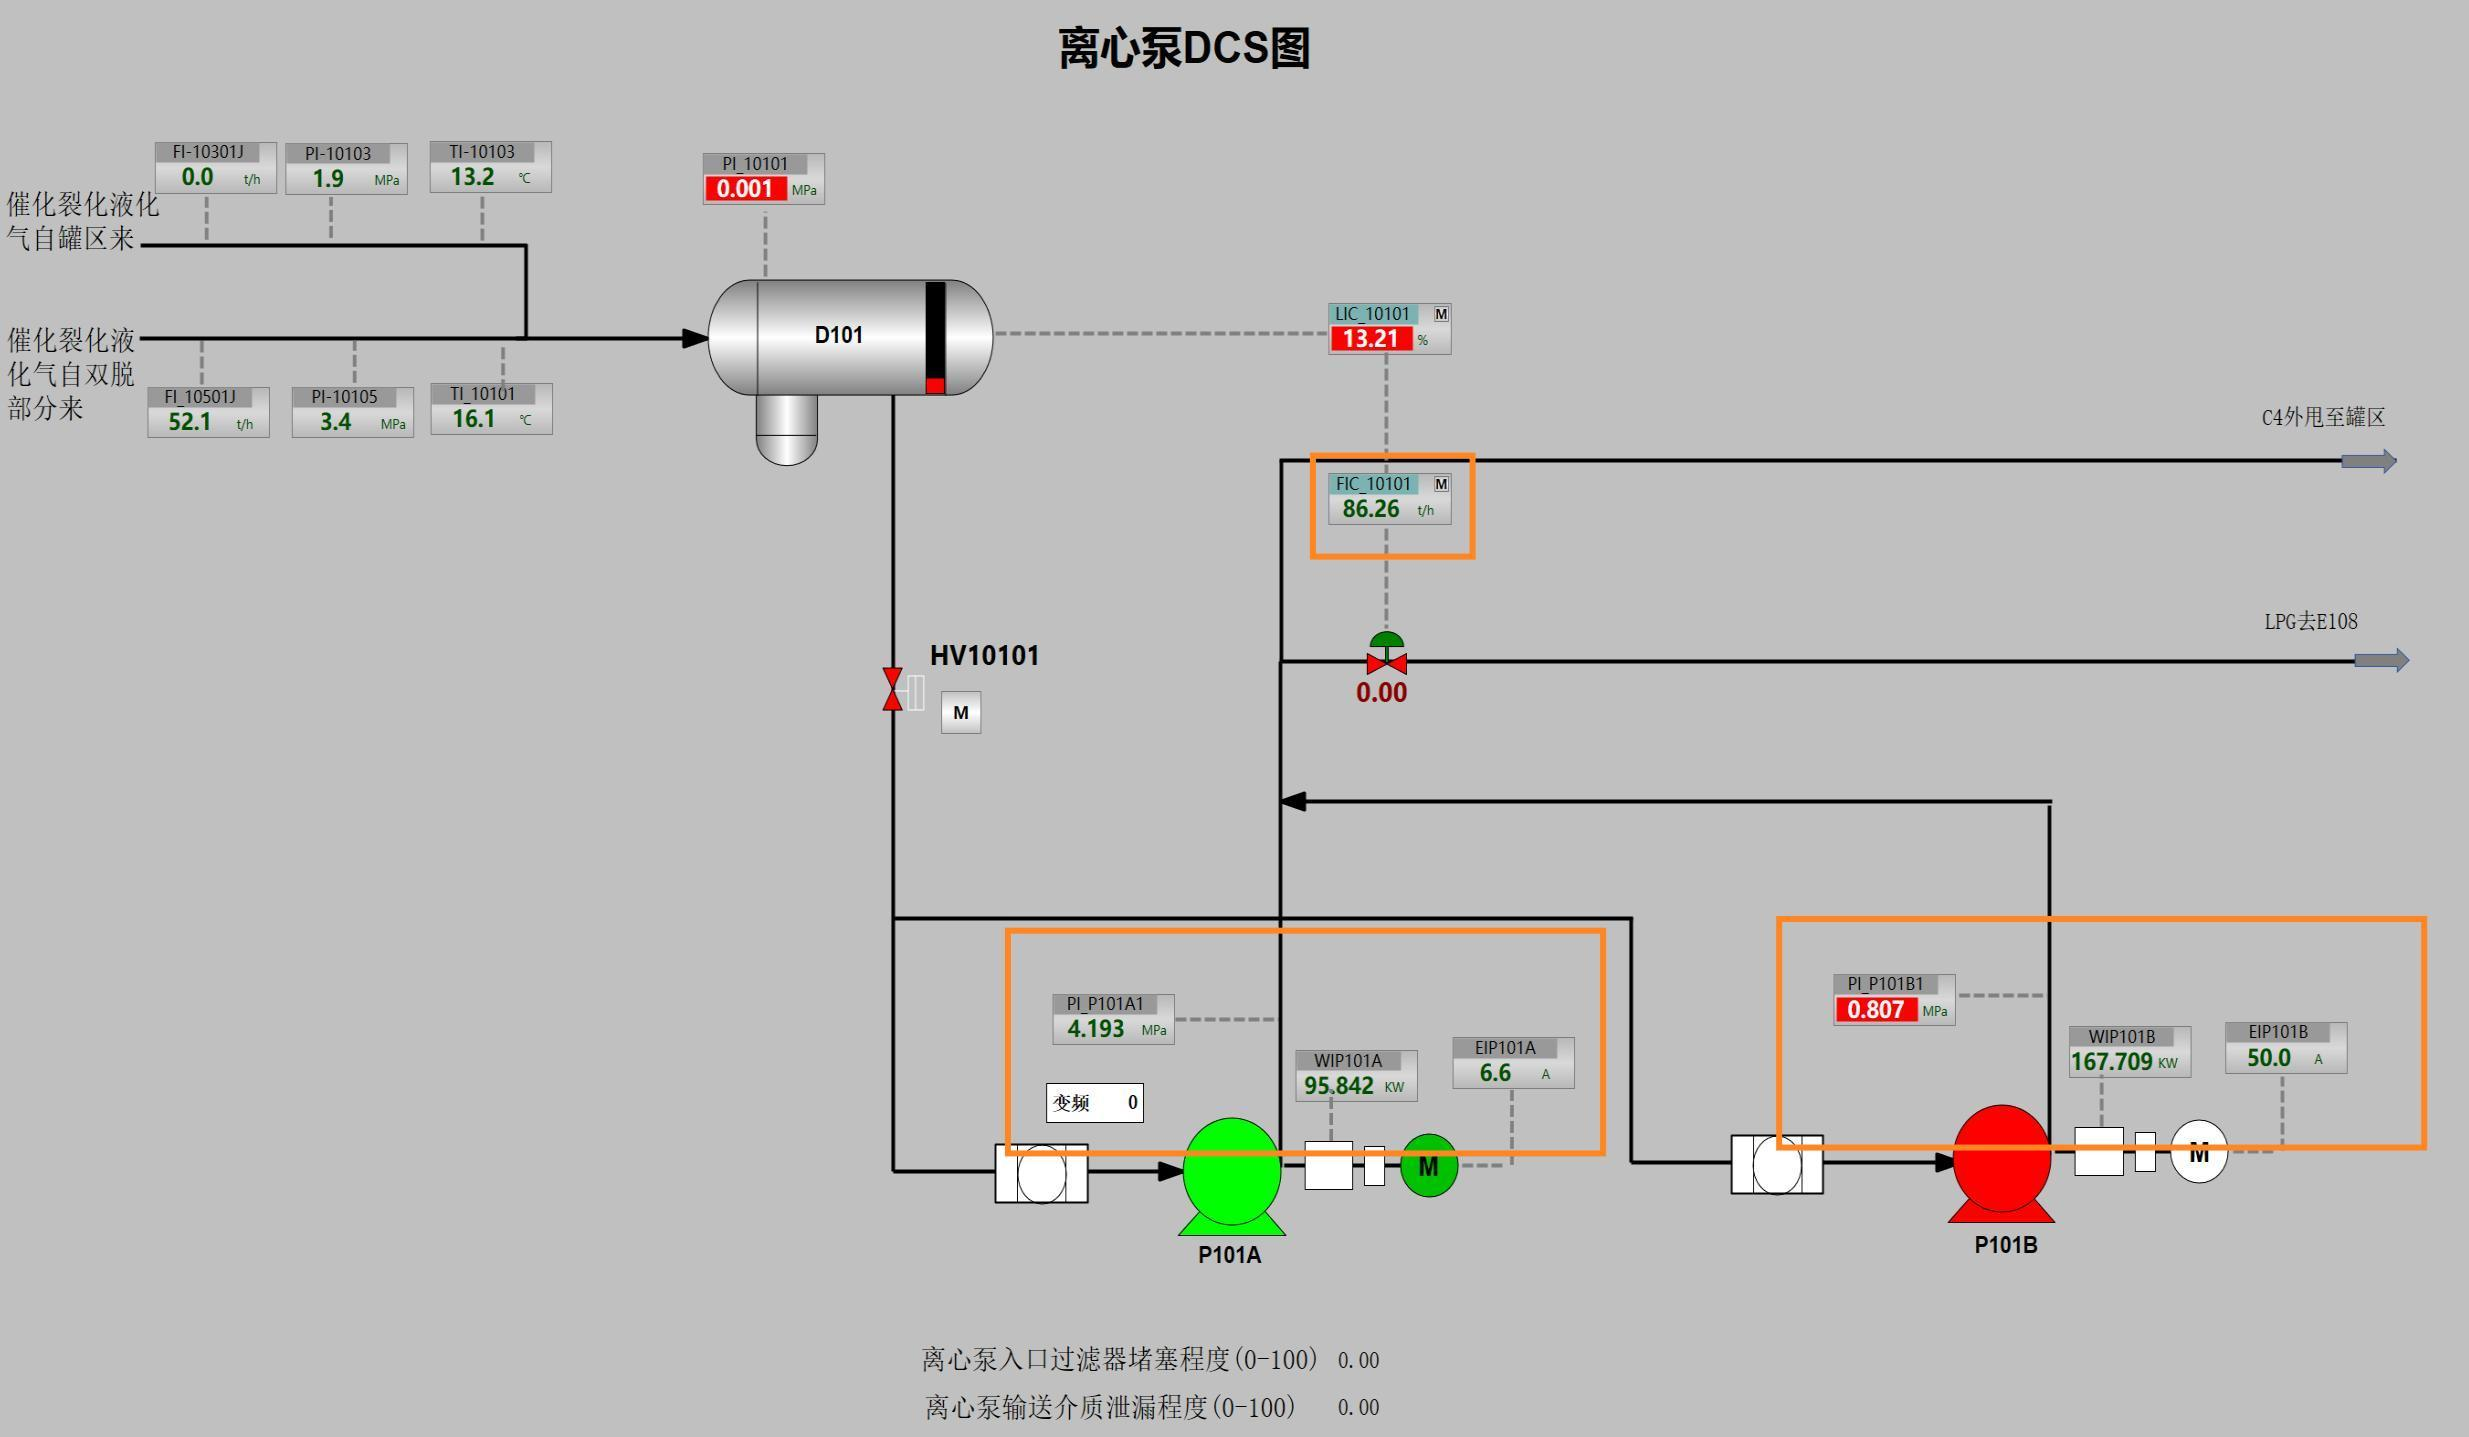 离心泵DCS图
FI-10301J
0.0 t/h
PI-10103
1.9 MPa
TI-10103
13.2 ℃
PI_10101
0.001 MPa
催化裂化液化
气自罐区来
催化裂化液
化气自双脱
部分来
FI_10501J
52.1 t/h
PI-10105
3.4 MPa
TI_10101
16.1 ℃
D101
LIC_10101 M
13.21 %
C4外甩至罐区
FIC_10101 M
86.26 t/h
LPG去E108
0.00
HV10101
M
PI_P101A1
4.193 MPa
WIP101A
95.842 KW
EIP101A
6.6 A
变频 0
M
P101A
PI_P101B1
0.807 MPa
WIP101B
167.709 KW
EIP101B
50.0 A
M
P101B
离心泵入口过滤器堵塞程度(0-100) 0.00
离心泵输送介质泄漏程度(0-100) 0.00